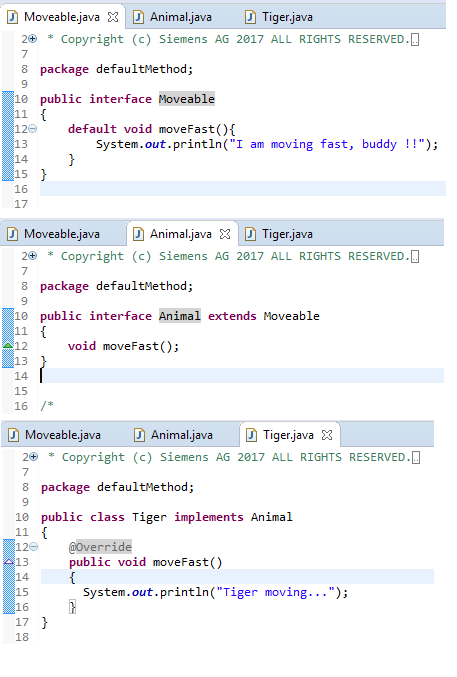 Moveable.java Animal.java Tiger.java
2 * Copyright (c) Siemens AG 2017 ALL RIGHTS RESERVED.
7
8 package defaultMethod;
9
10 public interface Moveable
11 {
12 default void moveFast(){
13 System.out.println("I am moving fast, buddy !!");
14 }
15 }
16
17
Moveable.java Animal.java Tiger.java
2 * Copyright (c) Siemens AG 2017 ALL RIGHTS RESERVED.
7
8 package defaultMethod;
9
10 public interface Animal extends Moveable
11 {
12 void moveFast();
13 }
14
15
16 /*
Moveable.java Animal.java Tiger.java
2 * Copyright (c) Siemens AG 2017 ALL RIGHTS RESERVED.
7
8 package defaultMethod;
9
10 public class Tiger implements Animal
11 {
12 @Override
13 public void moveFast()
14 {
15 System.out.println("Tiger moving...");
16 }
17 }
18